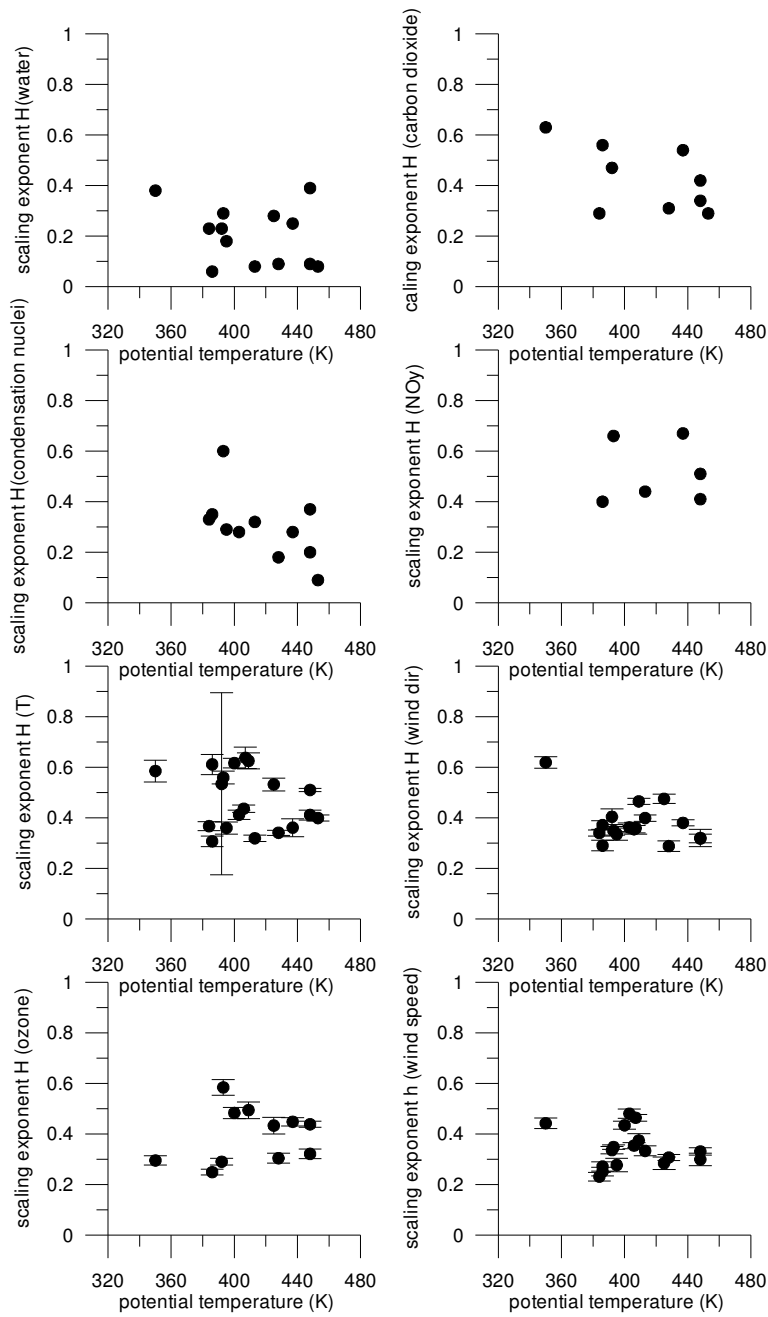 scaling exponent H(water)
1
0.8
0.6
0.4
0.2
0
320 360 400 440 480
potential temperature (K)
caling exponent H (carbon dioxide)
1
0.8
0.6
0.4
0.2
0
320 360 400 440 480
potential temperature (K)
scaling exponent H(condensation nuclei)
1
0.8
0.6
0.4
0.2
0
320 360 400 440 480
potential temperature (K)
scaling exponent H (NOy)
1
0.8
0.6
0.4
0.2
0
320 360 400 440 480
potential temperature (K)
scaling exponent H (T)
1
0.8
0.6
0.4
0.2
0
320 360 400 440 480
potential temperature (K)
scaling exponent H (wind dir)
1
0.8
0.6
0.4
0.2
0
320 360 400 440 480
potential temperature (K)
scaling exponent H (ozone)
1
0.8
0.6
0.4
0.2
0
320 360 400 440 480
potential temperature (K)
scaling exponent h (wind speed)
1
0.8
0.6
0.4
0.2
0
320 360 400 440 480
potential temperature (K)